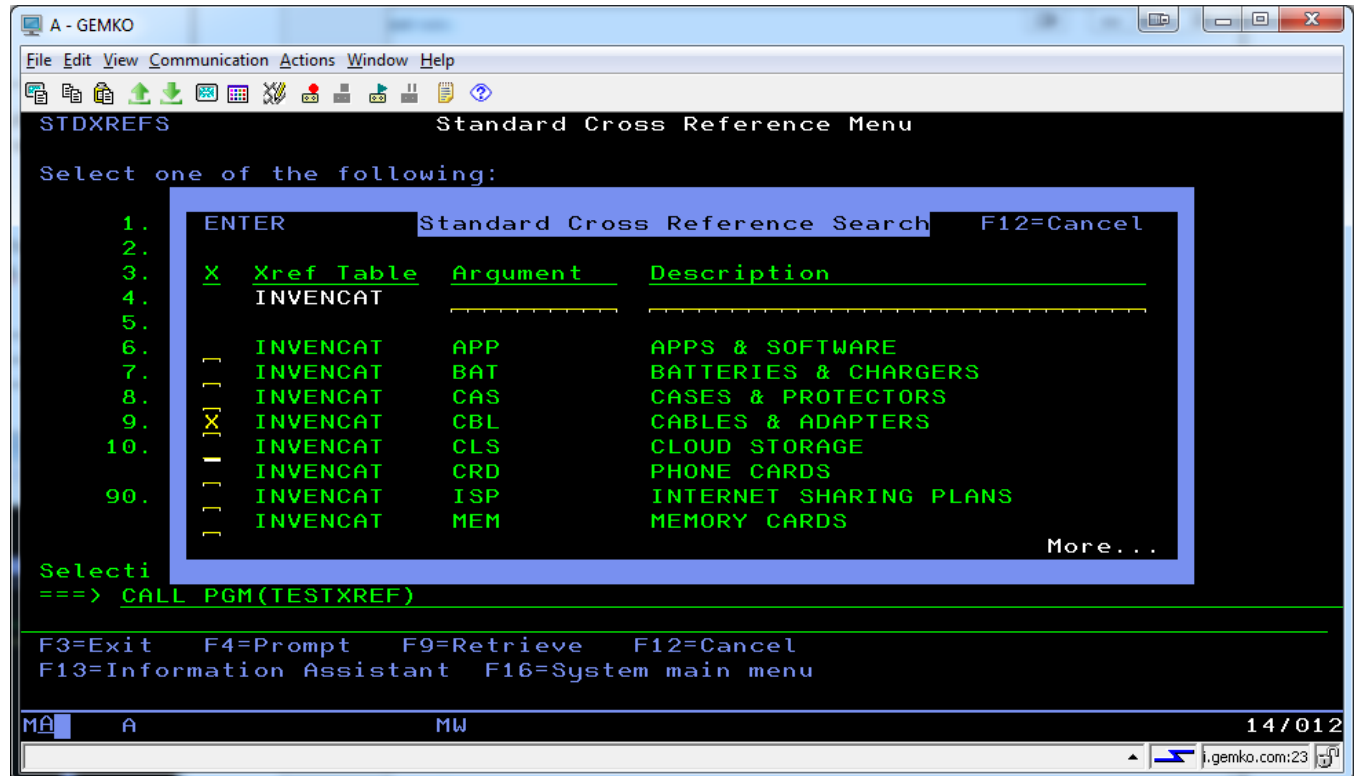 A - GEMKO
File Edit View Communication Actions Window Help
STDXREFS Standard Cross Reference Menu
Select one of the following:
1. ENTER Standard Cross Reference Search F12=Cancel
2.
3. X Xref Table Argument Description
4. INVENCAT
5.
6. INVENCAT APP APPS & SOFTWARE
7. INVENCAT BAT BATTERIES & CHARGERS
8. INVENCAT CAS CASES & PROTECTORS
9. X INVENCAT CBL CABLES & ADAPTERS
10. INVENCAT CLS CLOUD STORAGE
INVENCAT CRD PHONE CARDS
90. INVENCAT ISP INTERNET SHARING PLANS
INVENCAT MEM MEMORY CARDS
More...
Selecti
===> CALL PGM(TESTXREF)
F3=Exit F4=Prompt F9=Retrieve F12=Cancel
F13=Information Assistant F16=System main menu
MA A MW 14/012
i.gemko.com:23